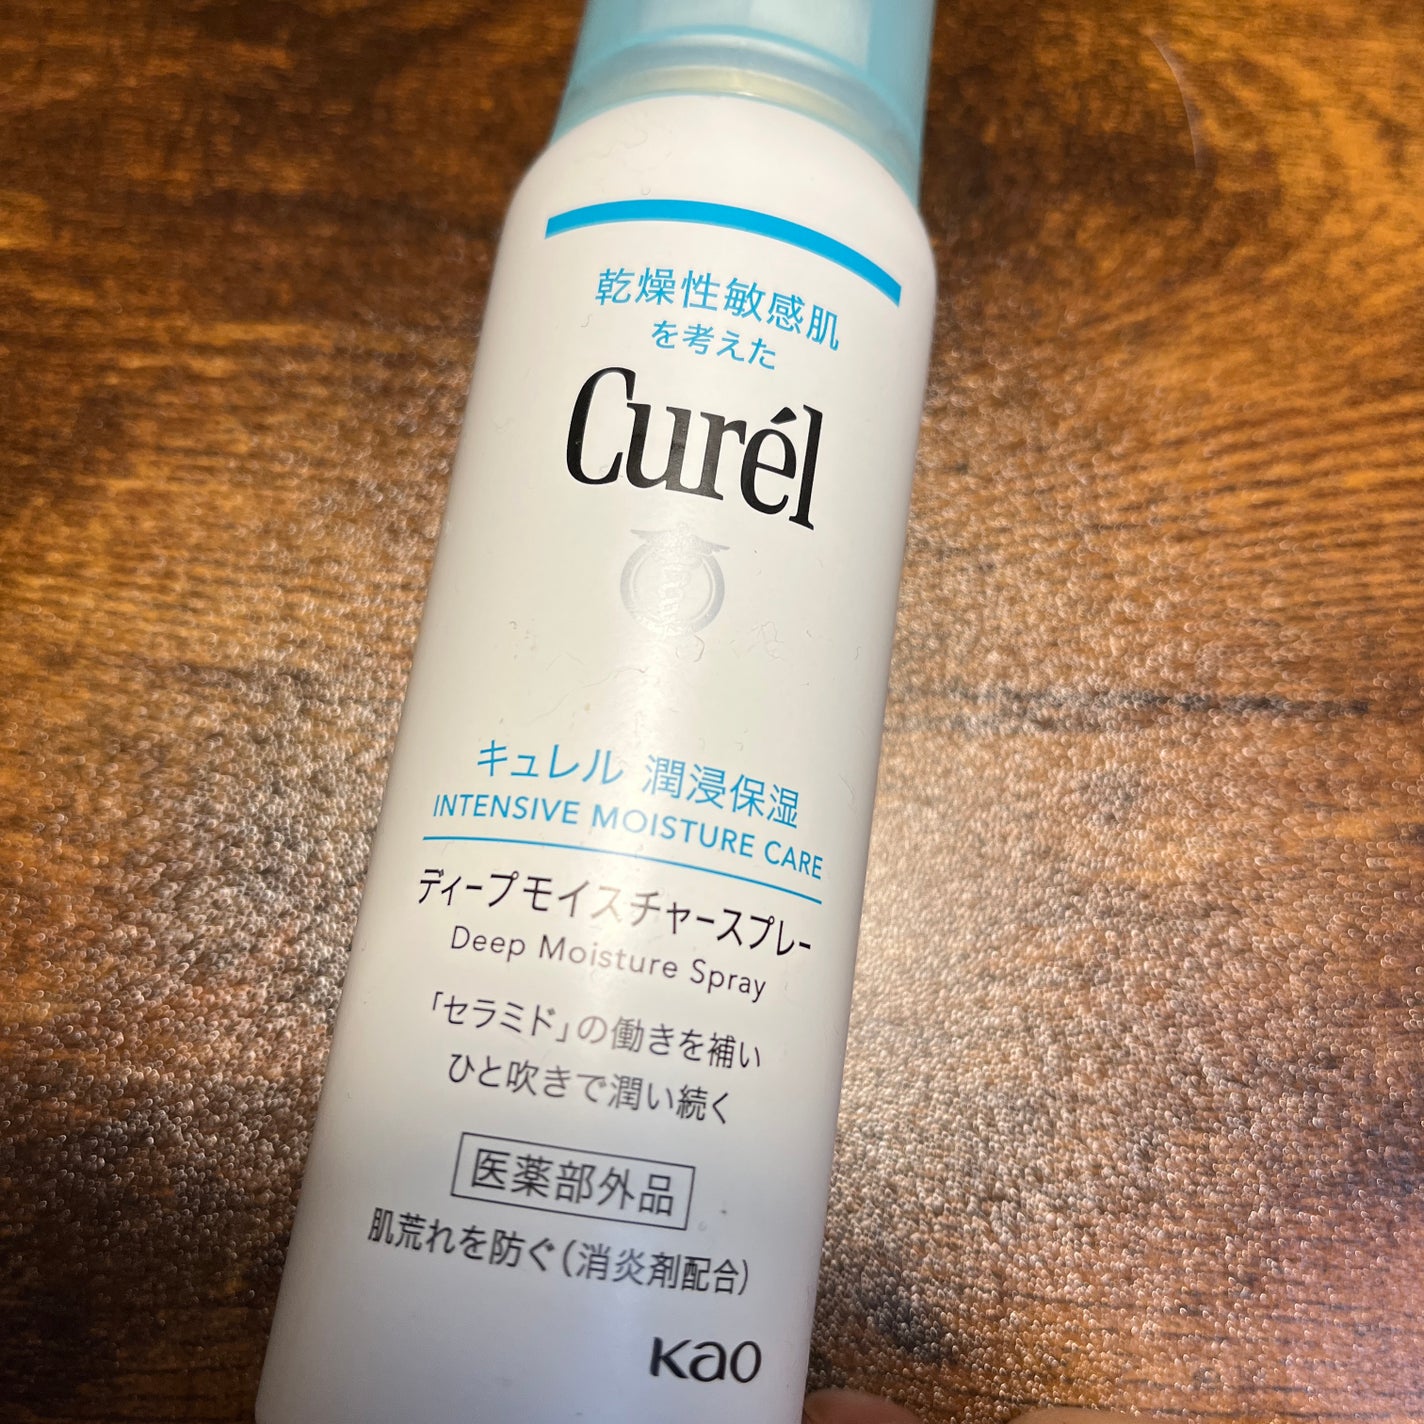 乾燥性敏感肌
を考えた
Curél
キュレル 潤浸保湿
INTENSIVE MOISTURE CARE
ディープモイスチャースプレー
Deep Moisture Spray
「セラミド」の働きを補い
ひと吹きで潤い続く
医薬部外品
肌荒れを防ぐ(消炎剤配合)
Kao